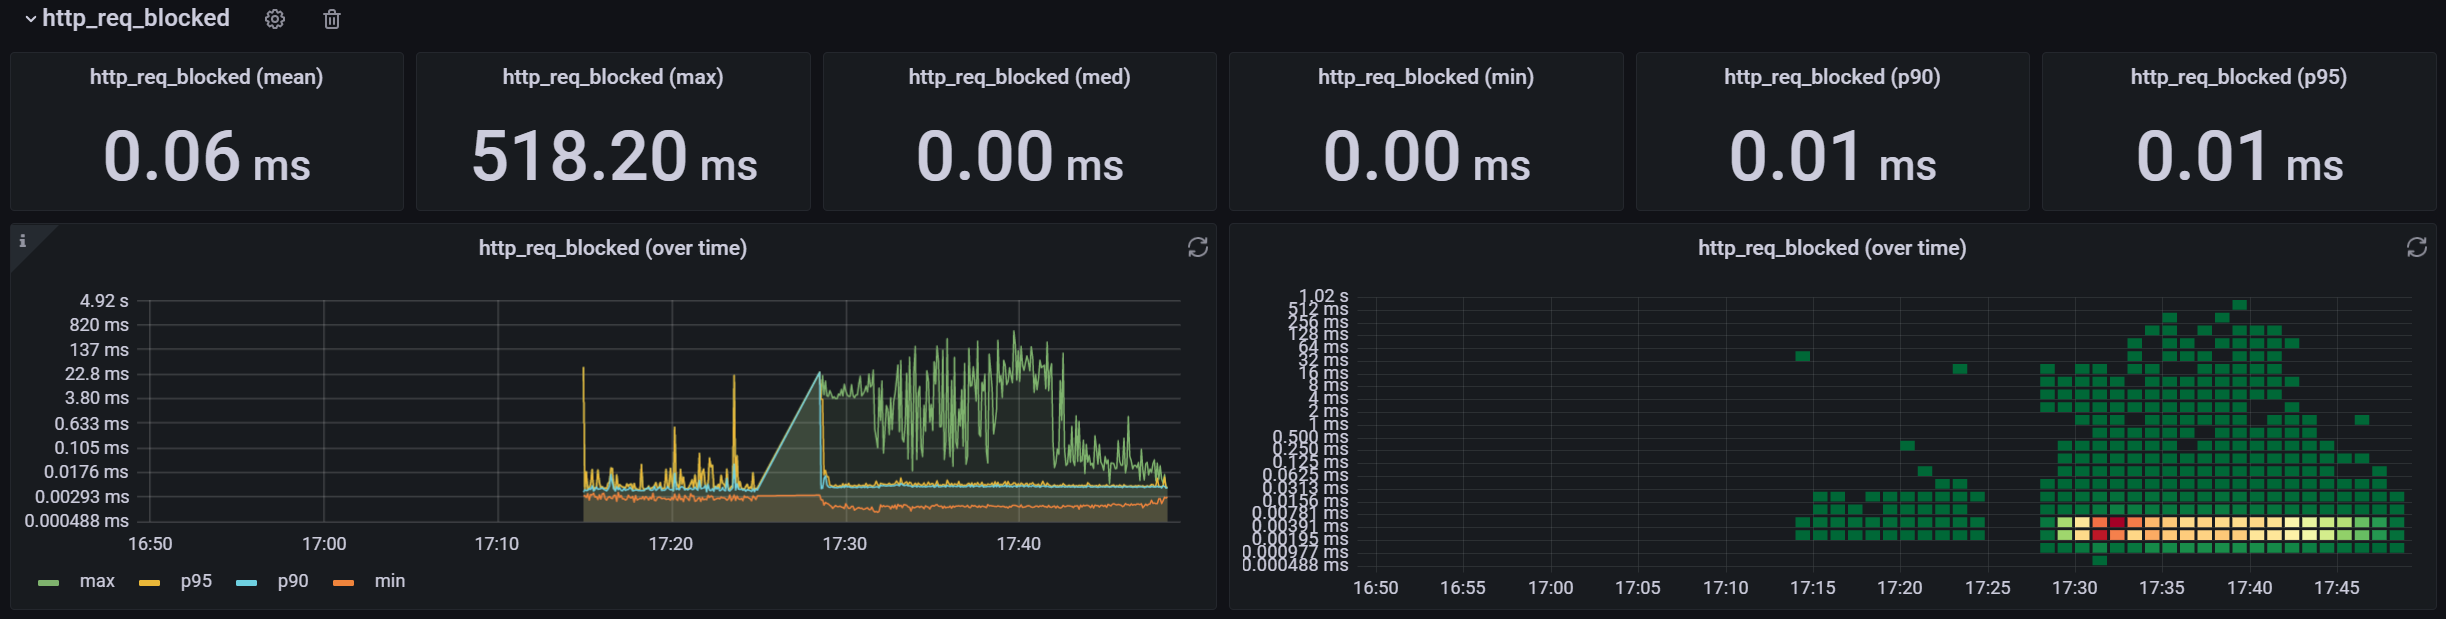 http_req_blocked
http_req_blocked (mean)
0.06 ms
http_req_blocked (max)
518.20 ms
http_req_blocked (med)
0.00 ms
http_req_blocked (min)
0.00 ms
http_req_blocked (p90)
0.01 ms
http_req_blocked (p95)
0.01 ms
i
http_req_blocked (over time)
4.92 s
820 ms
137 ms
22.8 ms
3.80 ms
0.633 ms
0.105 ms
0.0176 ms
0.00293 ms
0.000488 ms
16:50 17:00 17:10 17:20 17:30 17:40
max p95 p90 min
http_req_blocked (over time)
1.02 s
512 ms
256 ms
128 ms
64 ms
32 ms
16 ms
8 ms
4 ms
2 ms
1 ms
0.500 ms
0.250 ms
0.125 ms
0.0625 ms
0.0313 ms
0.0156 ms
0.00781 ms
0.00391 ms
0.00195 ms
0.000977 ms
0.000488 ms
16:50 16:55 17:00 17:05 17:10 17:15 17:20 17:25 17:30 17:35 17:40 17:45